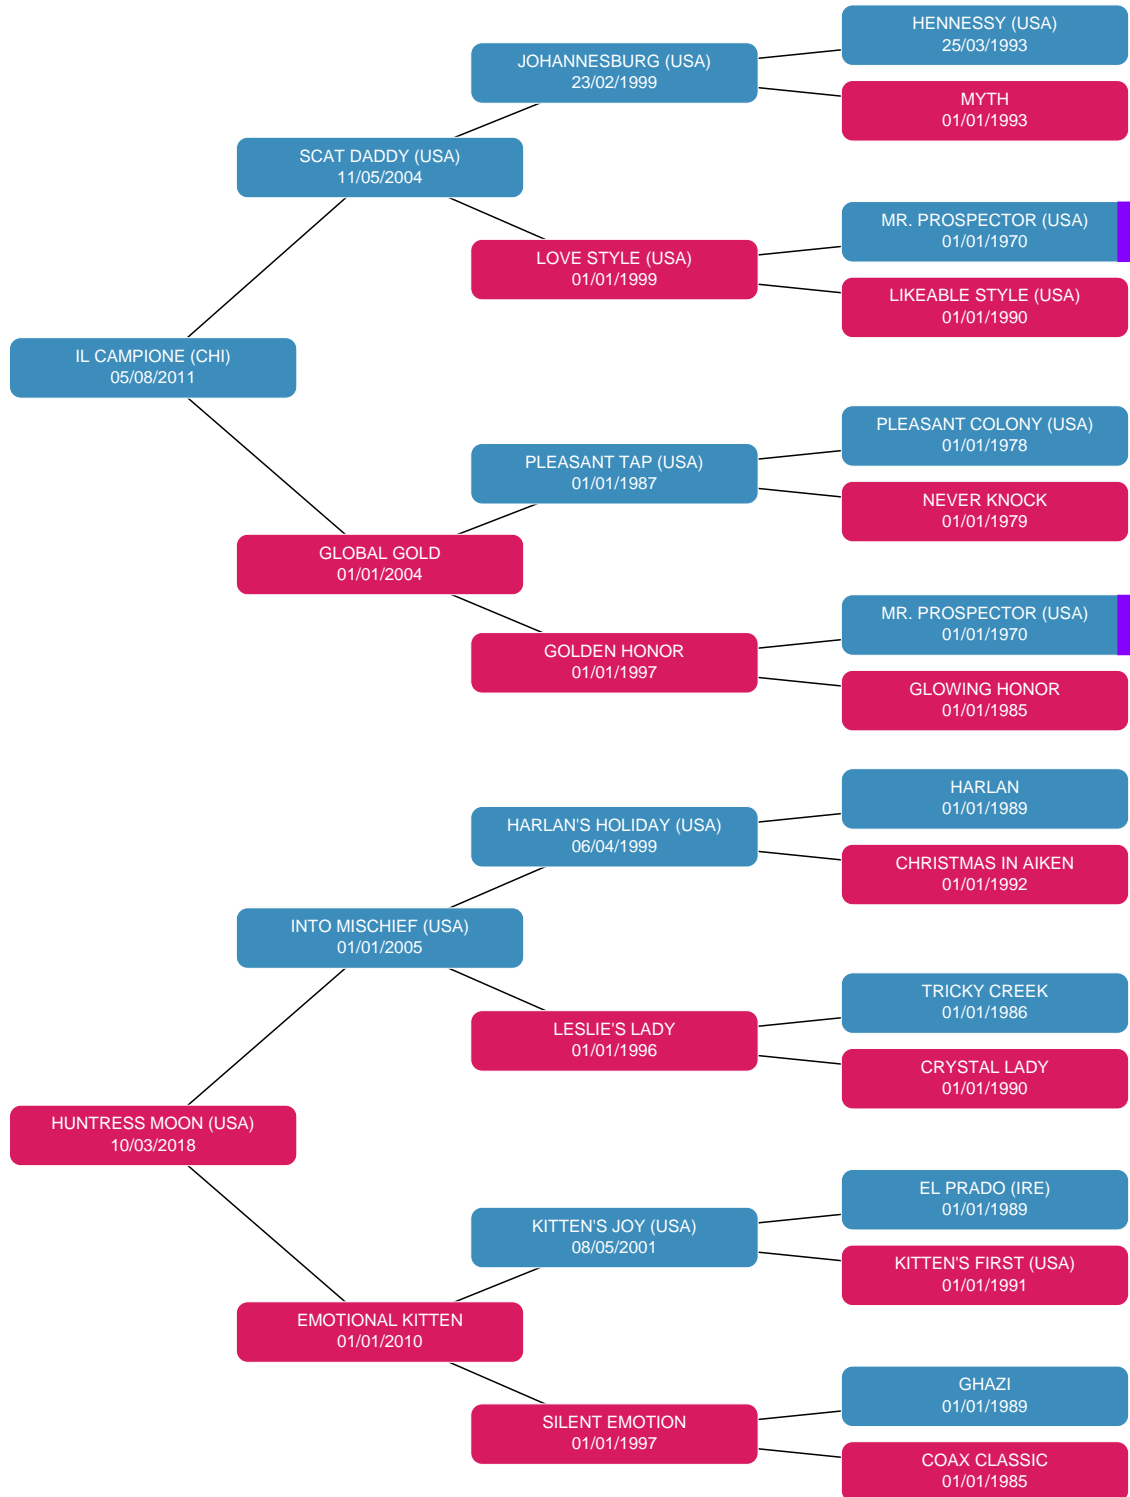 HENNESSY (USA)
25/03/1993
JOHANNESBURG (USA)
23/02/1999
MYTH
01/01/1993
SCAT DADDY (USA)
11/05/2004
MR. PROSPECTOR (USA)
01/01/1970
LOVE STYLE (USA)
01/01/1999
LIKEABLE STYLE (USA)
01/01/1990
IL CAMPIONE (CHI)
05/08/2011
PLEASANT COLONY (USA)
01/01/1978
PLEASANT TAP (USA)
01/01/1987
NEVER KNOCK
01/01/1979
GLOBAL GOLD
01/01/2004
MR. PROSPECTOR (USA)
01/01/1970
GOLDEN HONOR
01/01/1997
GLOWING HONOR
01/01/1985
HARLAN
01/01/1989
HARLAN'S HOLIDAY (USA)
06/04/1999
CHRISTMAS IN AIKEN
01/01/1992
INTO MISCHIEF (USA)
01/01/2005
TRICKY CREEK
01/01/1986
LESLIE'S LADY
01/01/1996
CRYSTAL LADY
01/01/1990
HUNTRESS MOON (USA)
10/03/2018
EL PRADO (IRE)
01/01/1989
KITTEN'S JOY (USA)
08/05/2001
KITTEN'S FIRST (USA)
01/01/1991
EMOTIONAL KITTEN
01/01/2010
GHAZI
01/01/1989
SILENT EMOTION
01/01/1997
COAX CLASSIC
01/01/1985